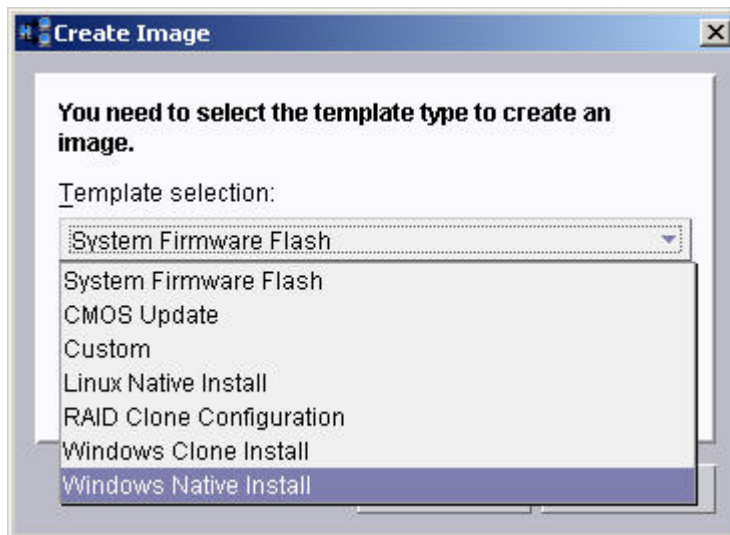 Create Image
You need to select the template type to create an
image.
Template selection:
System Firmware Flash
System Firmware Flash
CMOS Update
Custom
Linux Native Install
RAID Clone Configuration
Windows Clone Install
Windows Native Install